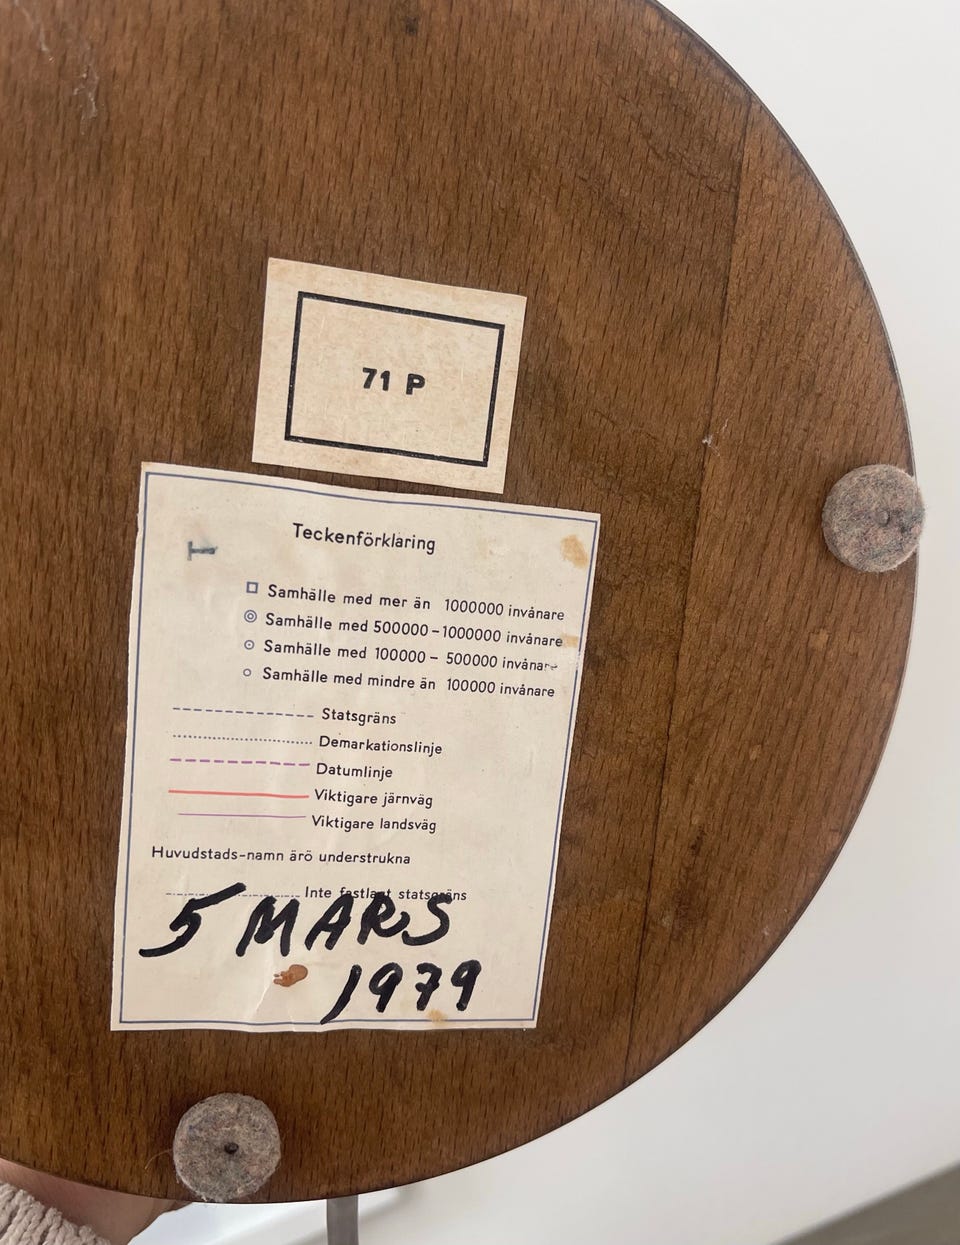 71 P
Teckenförklaring
I
Samhälle med mer än 1000000 invånare
Samhälle med 500000-1000000 invånare
Samhälle med 100000- 500000 invånare
Samhälle med mindre än 100000 invånare
Statsgräns
Demarkationslinje
Datumlinje
Viktigare järnväg
Viktigare landsväg
Huvudstads-namn äro understrukna
Inte fastlagt statsgräns
5 MARS
1979